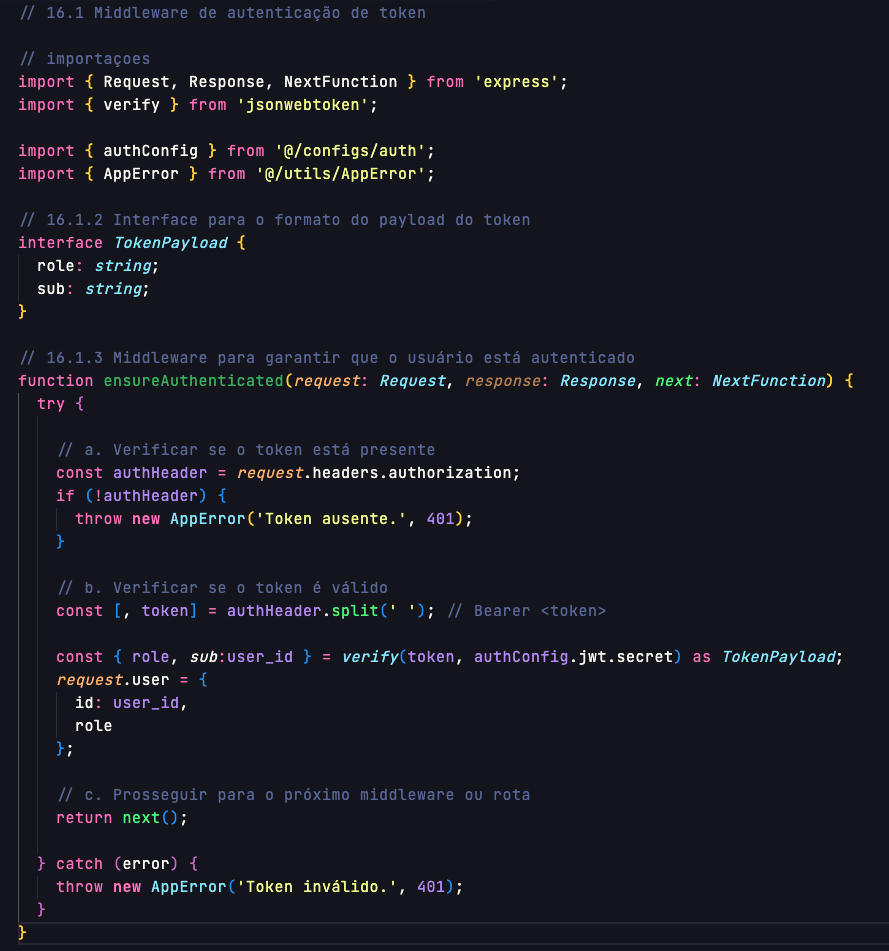 // 16.1 Middleware de autenticação de token
// importaçoes
import { Request, Response, NextFunction } from 'express';
import { verify } from 'jsonwebtoken';
import { authConfig } from '@/configs/auth';
import { AppError } from '@/utils/AppError';
// 16.1.2 Interface para o formato do payload do token
interface TokenPayload {
  role: string;
  sub: string;
}
// 16.1.3 Middleware para garantir que o usuário está autenticado
function ensureAuthenticated(request: Request, response: Response, next: NextFunction) {
  try {
    // a. Verificar se o token está presente
    const authHeader = request.headers.authorization;
    if (!authHeader) {
      throw new AppError('Token ausente.', 401);
    }
    // b. Verificar se o token é válido
    const [, token] = authHeader.split(' '); // Bearer <token>
    const { role, sub:user_id } = verify(token, authConfig.jwt.secret) as TokenPayload;
    request.user = {
      id: user_id,
      role
    };
    // c. Prosseguir para o próximo middleware ou rota
    return next();
  } catch (error) {
    throw new AppError('Token inválido.', 401);
  }
}